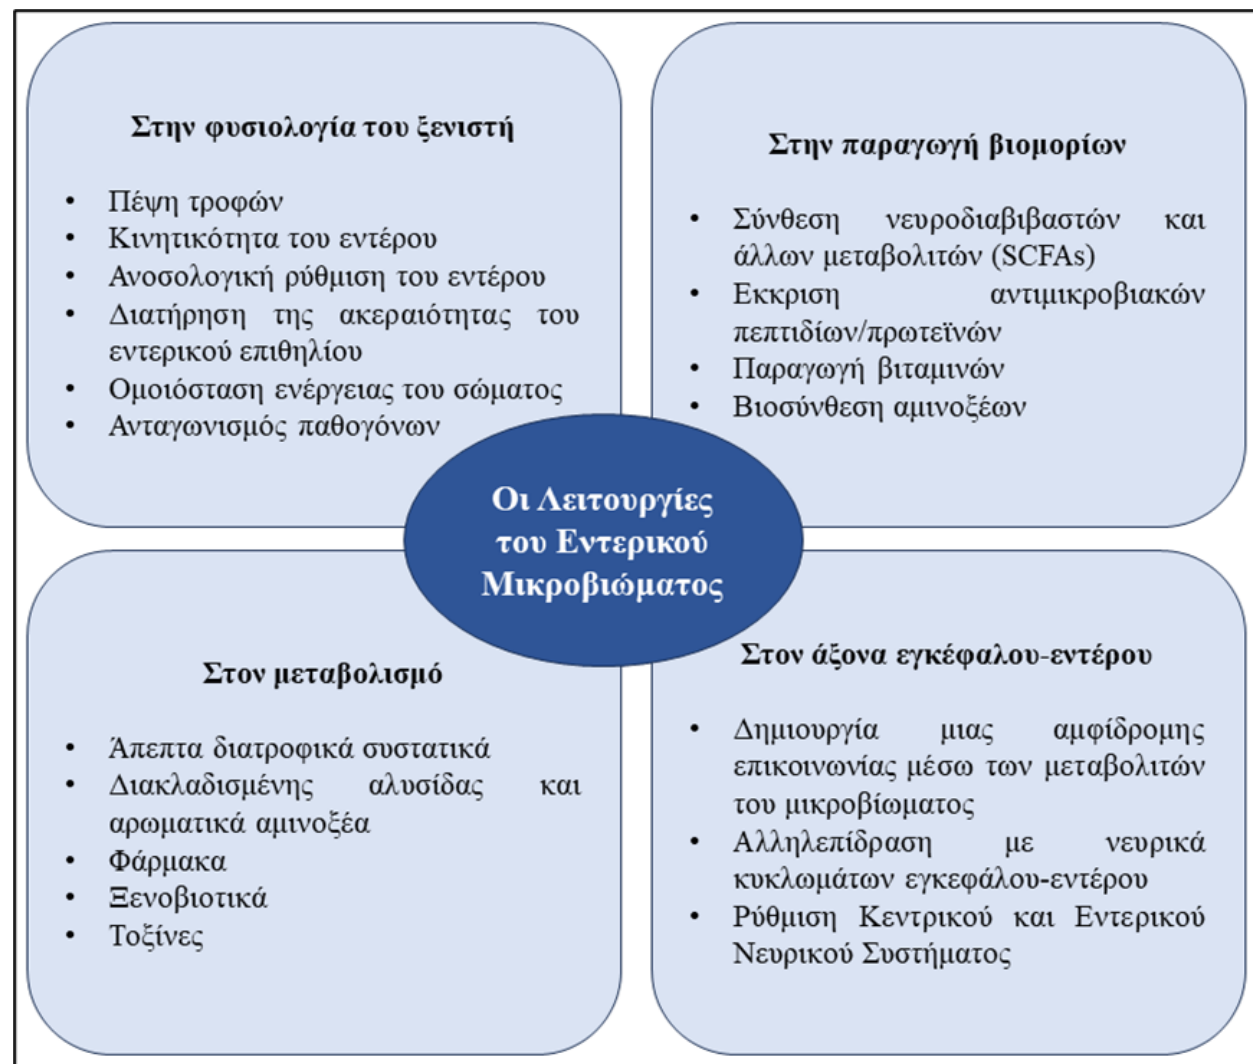 Στην φυσιολογία του ξενιστή
• Πέψη τροφών
• Κινητικότητα του εντέρου
• Ανοσολογική ρύθμιση του εντέρου
• Διατήρηση της ακεραιότητας του
εντερικού επιθηλίου
• Ομοιόσταση ενέργειας του σώματος
• Ανταγωνισμός παθογόνων
Στην παραγωγή βιομορίων
• Σύνθεση νευροδιαβιβαστών και
άλλων μεταβολιτών (SCFAs)
• Εκκριση αντιμικροβιακών
πεπτιδίων/πρωτεϊνών
• Παραγωγή βιταμινών
• Βιοσύνθεση αμινοξέων
Οι Λειτουργίες
του Εντερικού
Μικροβιώματος
Στον μεταβολισμό
• Άπεπτα διατροφικά συστατικά
• Διακλαδισμένης αλυσίδας και
αρωματικά αμινοξέα
• Φάρμακα
• Ξενοβιοτικά
• Τοξίνες
Στον άξονα εγκέφαλου-εντέρου
• Δημιουργία μιας αμφίδρομης
επικοινωνίας μέσω των μεταβολιτών
του μικροβίωματος
• Αλληλεπίδραση με νευρικά
κυκλωμάτων εγκεφάλου-εντέρου
• Ρύθμιση Κεντρικού και Εντερικού
Νευρικού Συστήματος